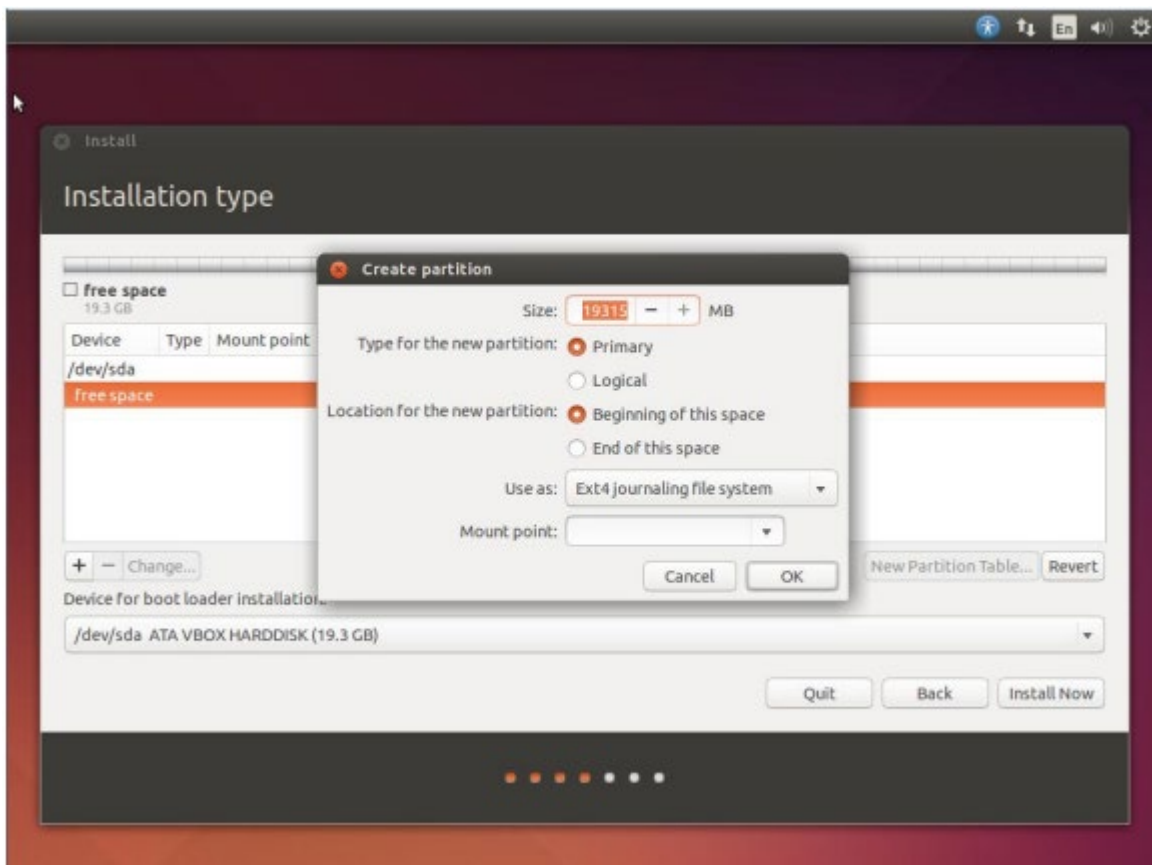 En
Install
Installation type
Create partition
Size: 19315 − + MB
Type for the new partition: Primary
Logical
Location for the new partition: Beginning of this space
End of this space
Use as: Ext4 journaling file system
Mount point:
Cancel OK
free space
19.3 GB
Device Type Mount point
/dev/sda
free space
+ − Change... New Partition Table... Revert
Device for boot loader installation
/dev/sda ATA VBOX HARDDISK (19.3 GB)
Quit Back Install Now